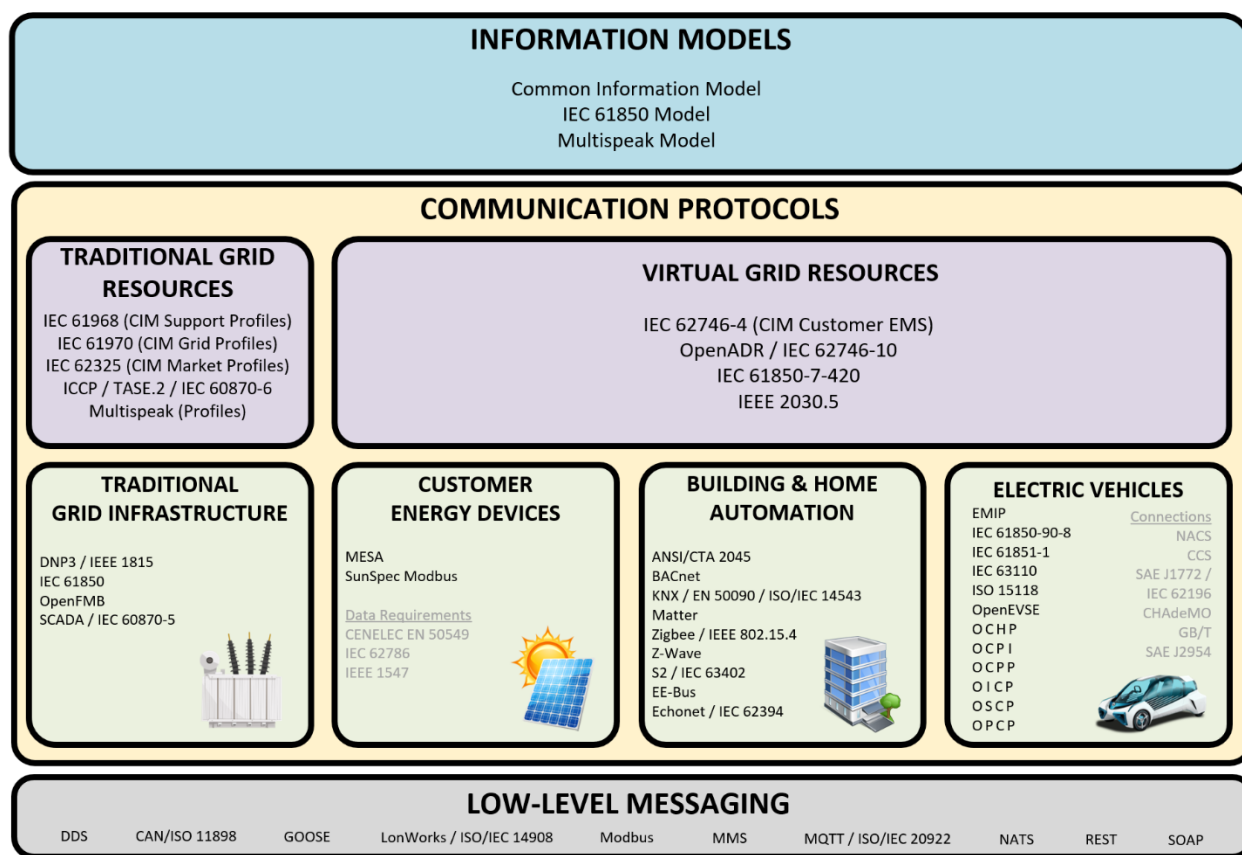 INFORMATION MODELS
Common Information Model
IEC 61850 Model
Multispeak Model
COMMUNICATION PROTOCOLS
TRADITIONAL GRID
RESOURCES
IEC 61968 (CIM Support Profiles)
IEC 61970 (CIM Grid Profiles)
IEC 62325 (CIM Market Profiles)
ICCP / TASE.2 / IEC 60870-6
Multispeak (Profiles)
VIRTUAL GRID RESOURCES
IEC 62746-4 (CIM Customer EMS)
OpenADR / IEC 62746-10
IEC 61850-7-420
IEEE 2030.5
TRADITIONAL
GRID INFRASTRUCTURE
DNP3 / IEEE 1815
IEC 61850
OpenFMB
SCADA / IEC 60870-5
CUSTOMER
ENERGY DEVICES
MESA
SunSpec Modbus
Data Requirements
CENELEC EN 50549
IEC 62786
IEEE 1547
BUILDING & HOME
AUTOMATION
ANSI/CTA 2045
BACnet
KNX / EN 50090 / ISO/IEC 14543
Matter
Zigbee / IEEE 802.15.4
Z-Wave
S2 / IEC 63402
EE-Bus
Echonet / IEC 62394
ELECTRIC VEHICLES
EMIP
IEC 61850-90-8
IEC 61851-1
IEC 63110
ISO 15118
OpenEVSE
OCHP
OCPI
OCPP
OICP
OSCP
OPCP
Connections
NACS
CCS
SAE J1772 /
IEC 62196
CHAdeMO
GB/T
SAE J2954
LOW-LEVEL MESSAGING
DDS CAN/ISO 11898 GOOSE LonWorks / ISO/IEC 14908 Modbus MMS MQTT / ISO/IEC 20922 NATS REST SOAP